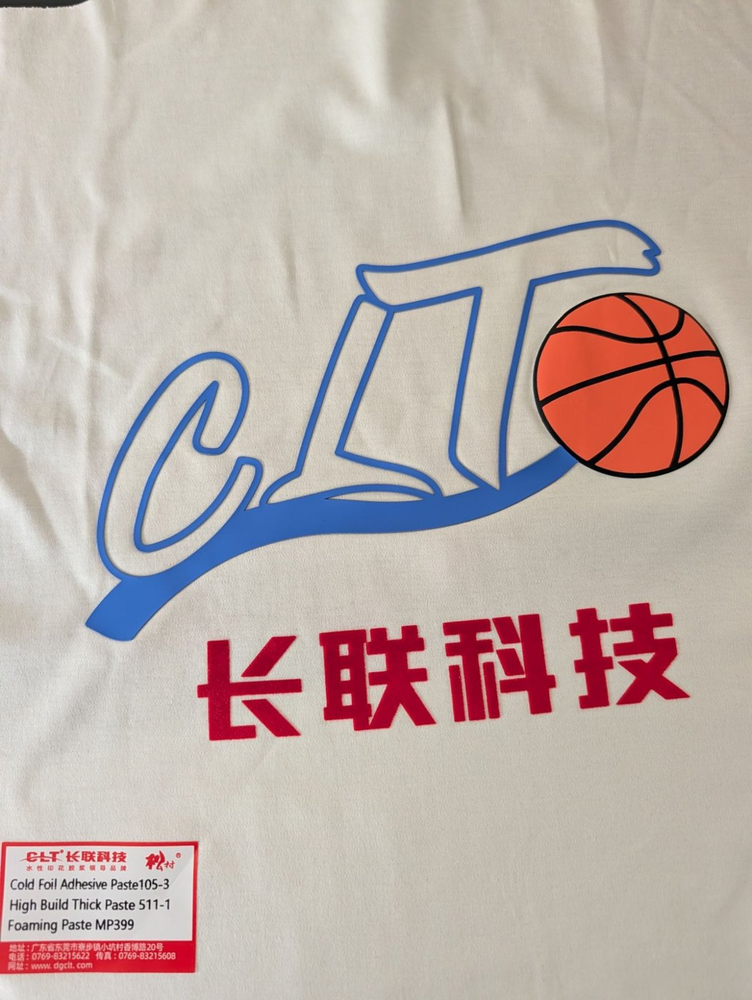 CLT
长联科技
CLT® 长联科技 松村®
水性印花胶浆领导品牌
Cold Foil Adhesive Paste105-3
High Build Thick Paste 511-1
Foaming Paste MP399
地址:广东省东莞市寮步镇小坑村香博路20号
电话:0769-83215622 传真:0769-83215608
网址:www.dgclt.com